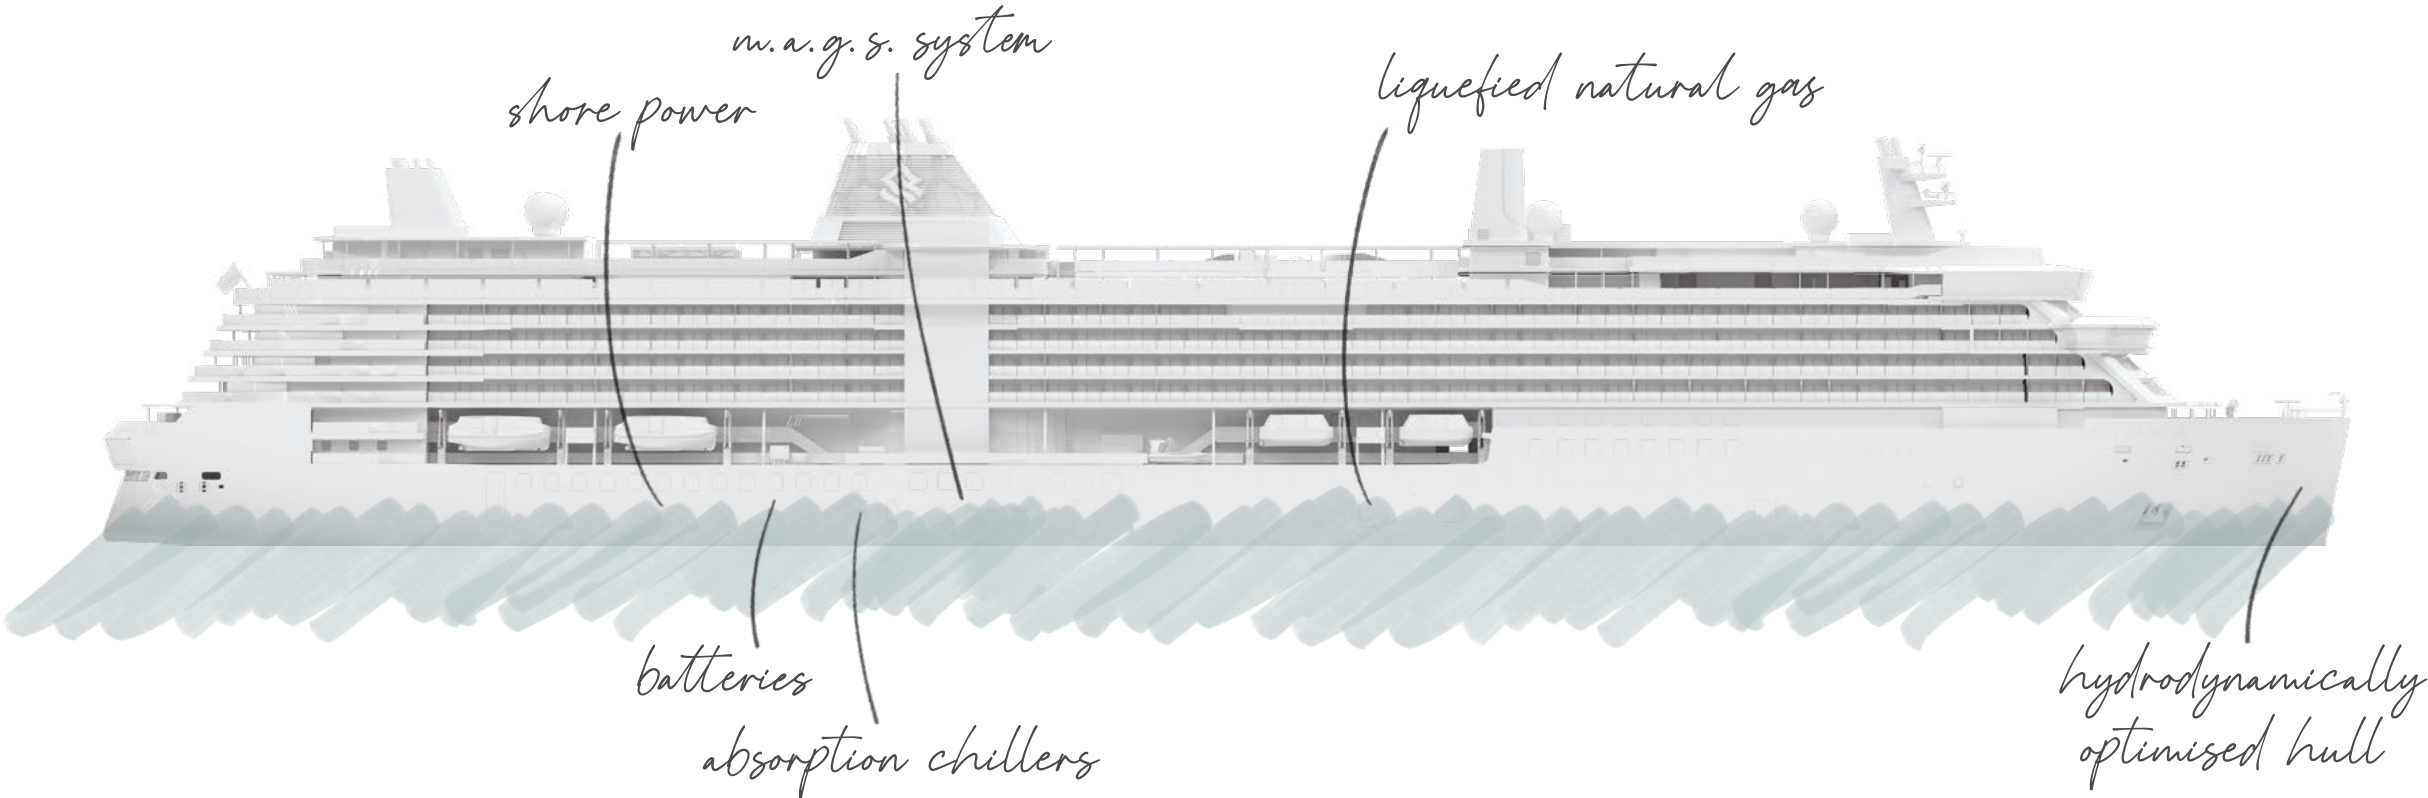 m.a.g.s. system
shore power
liquefied natural gas
batteries
absorption chillers
hydrodynamically
optimised hull